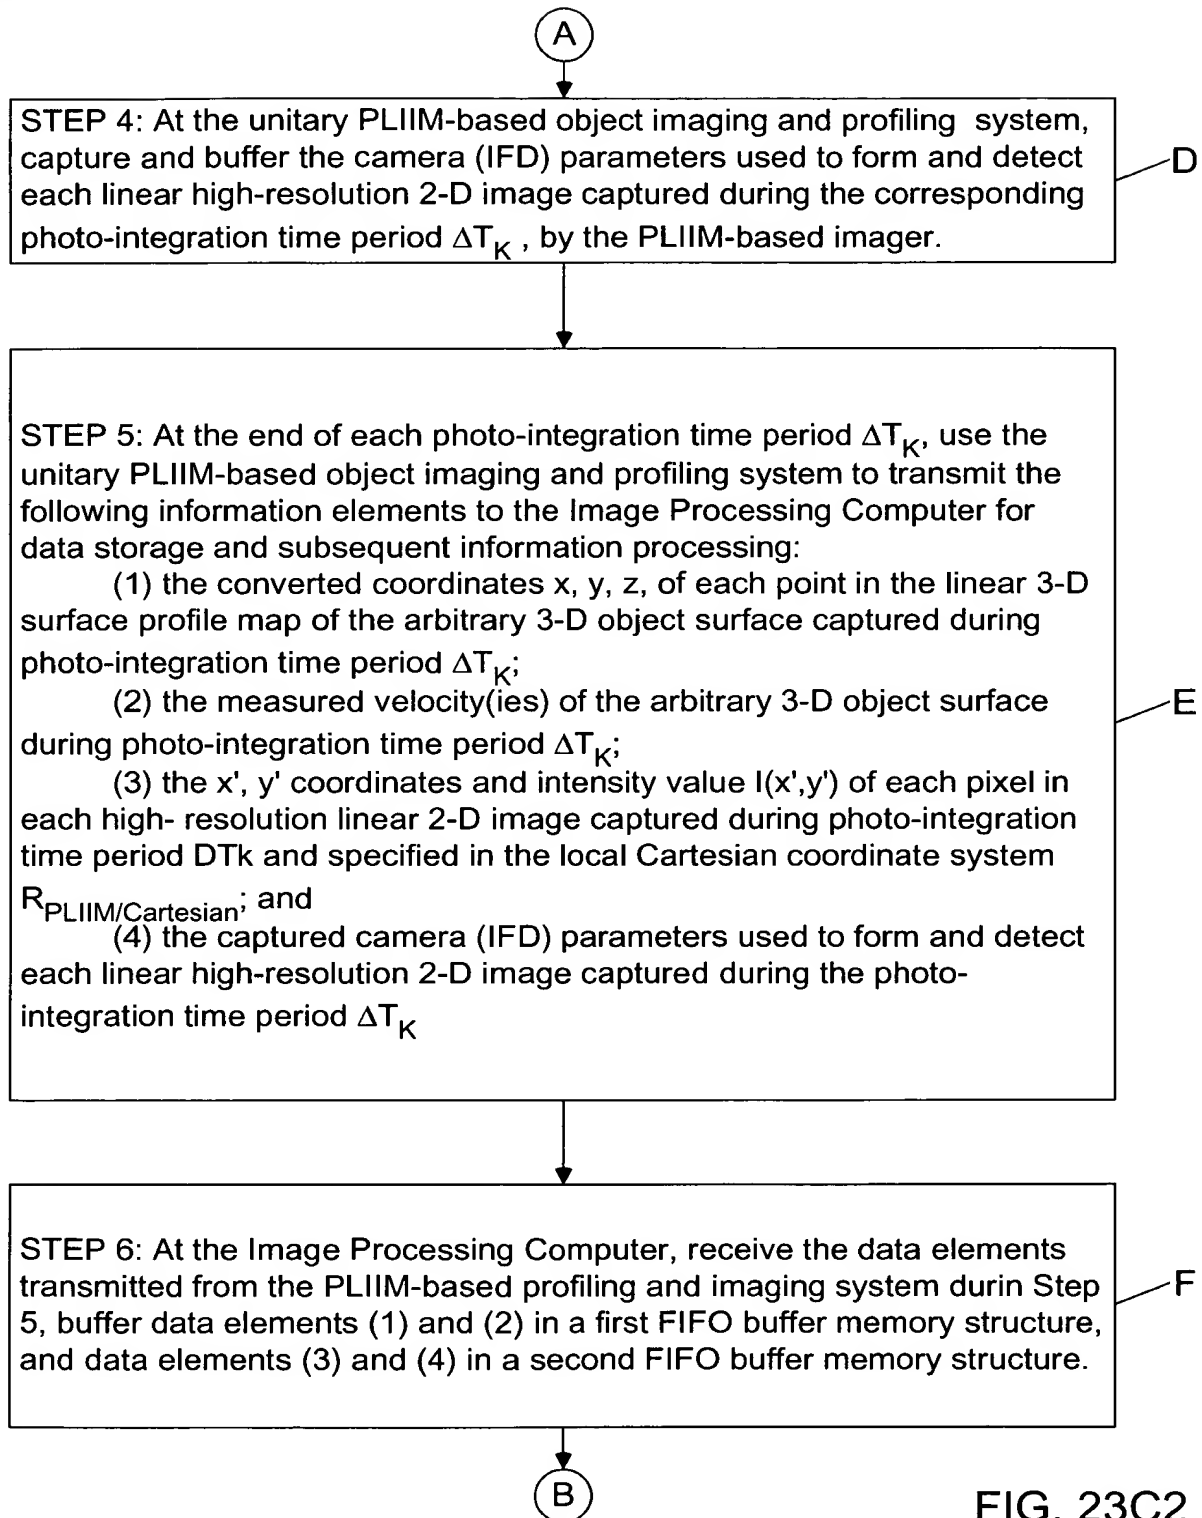 A
STEP 4: At the unitary PLIIM-based object imaging and profiling system,
capture and buffer the camera (IFD) parameters used to form and detect
each linear high-resolution 2-D image captured during the corresponding
photo-integration time period ΔT_K , by the PLIIM-based imager.
D
STEP 5: At the end of each photo-integration time period ΔT_K, use the
unitary PLIIM-based object imaging and profiling system to transmit the
following information elements to the Image Processing Computer for
data storage and subsequent information processing:
(1) the converted coordinates x, y, z, of each point in the linear 3-D
surface profile map of the arbitrary 3-D object surface captured during
photo-integration time period ΔT_K;
(2) the measured velocity(ies) of the arbitrary 3-D object surface
during photo-integration time period ΔT_K;
(3) the x', y' coordinates and intensity value I(x',y') of each pixel in
each high- resolution linear 2-D image captured during photo-integration
time period DTk and specified in the local Cartesian coordinate system
R_PLIIM/Cartesian; and
(4) the captured camera (IFD) parameters used to form and detect
each linear high-resolution 2-D image captured during the photo-
integration time period ΔT_K
E
STEP 6: At the Image Processing Computer, receive the data elements
transmitted from the PLIIM-based profiling and imaging system durin Step
5, buffer data elements (1) and (2) in a first FIFO buffer memory structure,
and data elements (3) and (4) in a second FIFO buffer memory structure.
F
B
FIG. 23C2